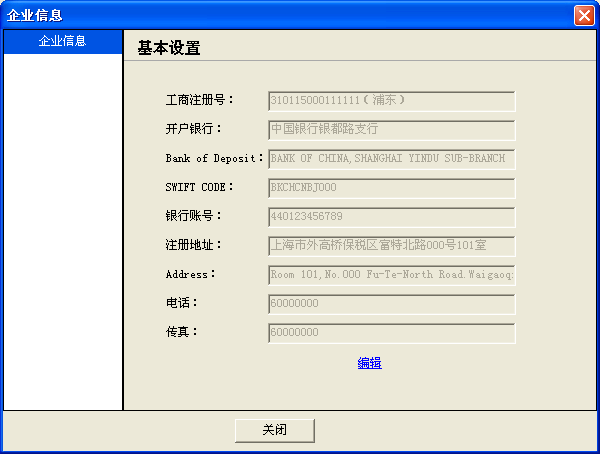 企业信息
企业信息
基本设置
工商注册号： 310115000111111（浦东）
开户银行： 中国银行银都路支行
Bank of Deposit： BANK OF CHINA,SHANGHAI YINDU SUB-BRANCH
SWIFT CODE： BKCHCNBJ000
银行账号： 440123456789
注册地址： 上海市外高桥保税区富特北路000号101室
Address： Room 101,No.000 Fu-Te-North Road.Waigaoq
电话： 60000000
传真： 60000000
编辑
关闭